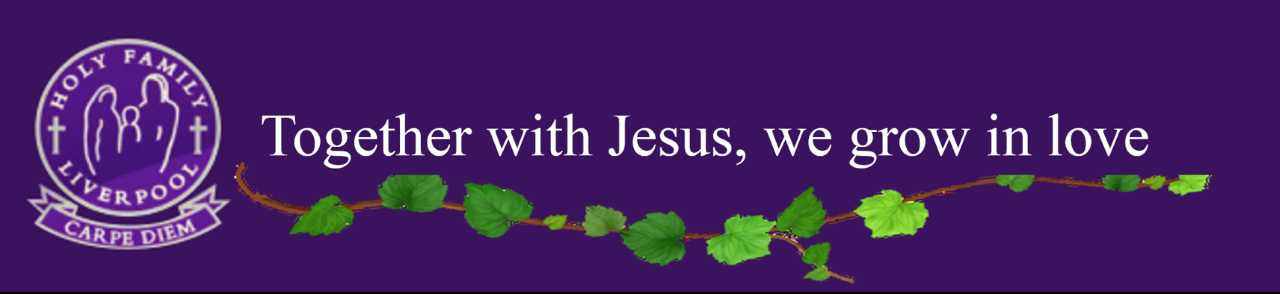 HOLY FAMILY
LIVERPOOL
CARPE DIEM
Together with Jesus, we grow in love